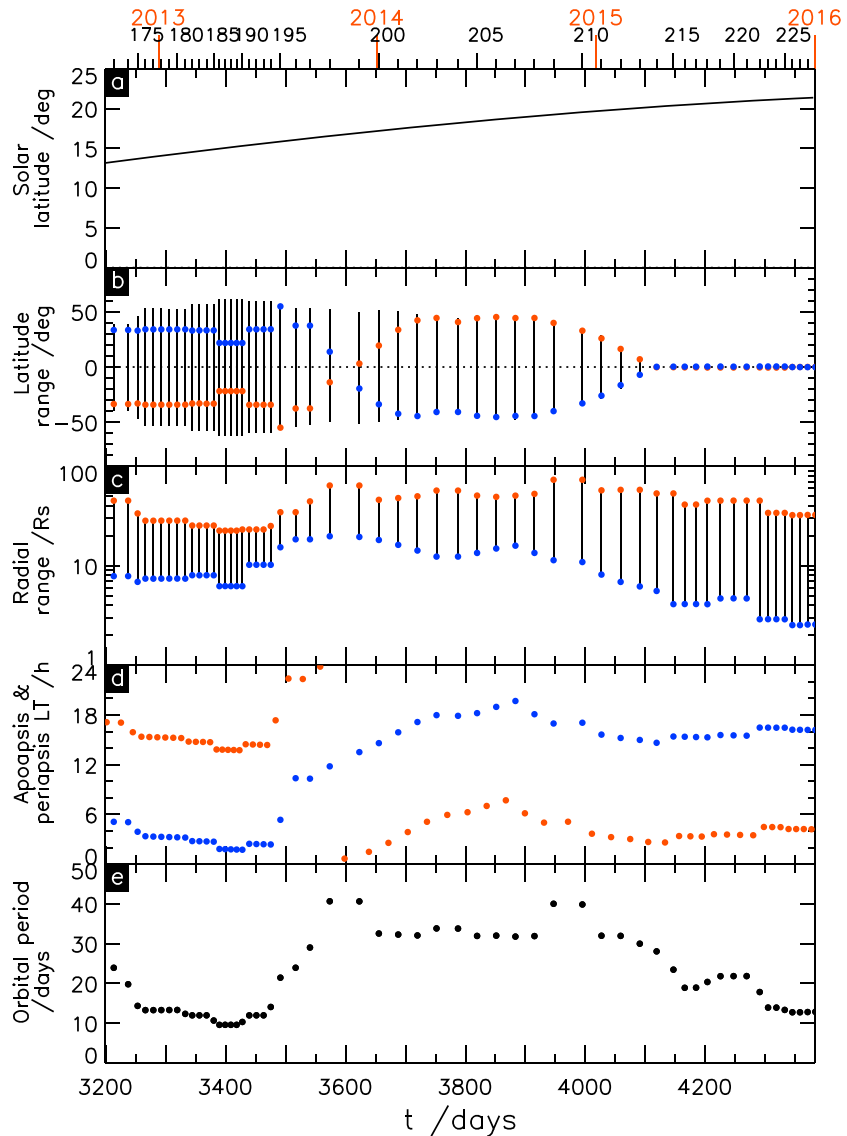 2013 2014 2015 2016
175 180 185 190 195 200 205 210 215 220 225
a
Solar
latitude /deg
25
20
15
10
5
0
b
Latitude
range /deg
50
0
-50
c
Radial
range /Rs
100
10
1
d
Apoapsis &
periapsis LT /h
24
18
12
6
0
e
Orbital period
/days
50
40
30
20
10
0
3200 3400 3600 3800 4000 4200
t /days